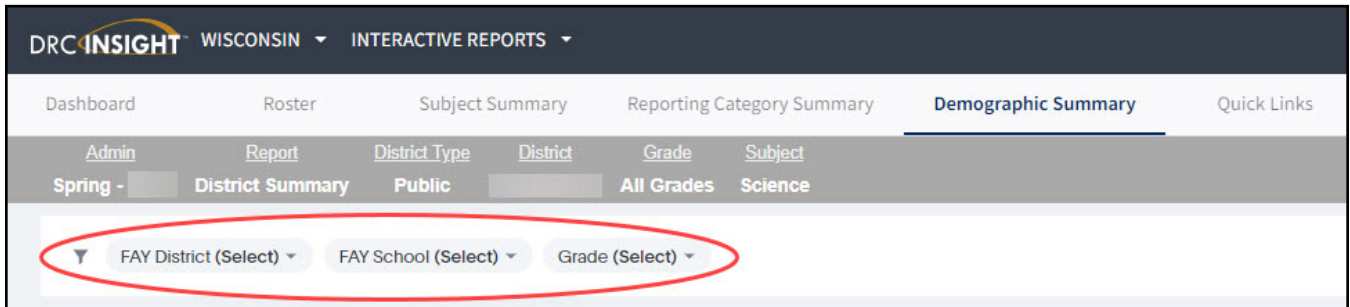 DRC INSIGHT WISCONSIN INTERACTIVE REPORTS
Dashboard Roster Subject Summary Reporting Category Summary Demographic Summary Quick Links
Admin Report District Type District Grade Subject
Spring - District Summary Public All Grades Science
FAY District (Select) FAY School (Select) Grade (Select)